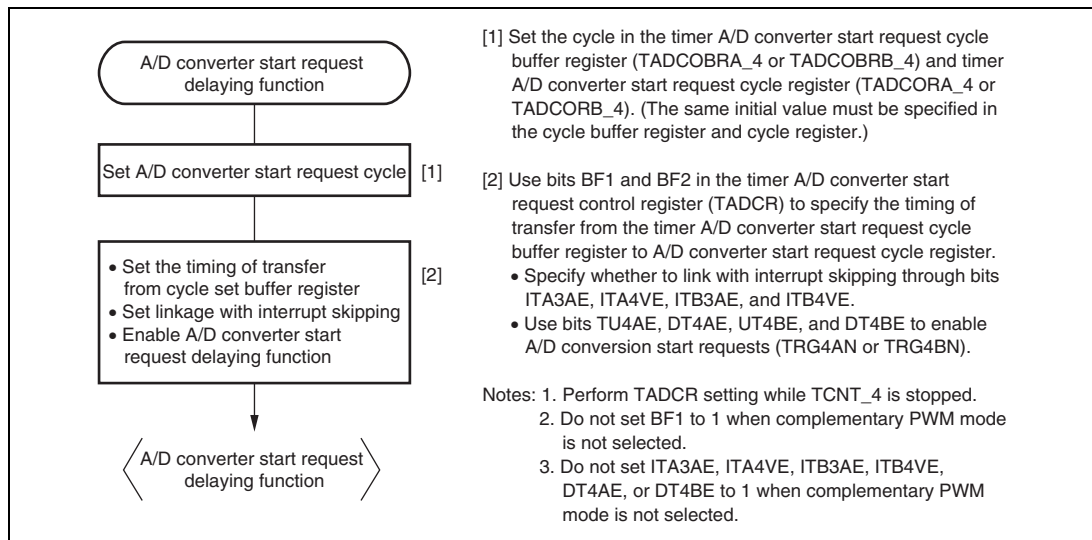 A/D converter start request
delaying function
Set A/D converter start request cycle
[1]
• Set the timing of transfer
from cycle set buffer register
• Set linkage with interrupt skipping
• Enable A/D converter start
request delaying function
[2]
A/D converter start request
delaying function
[1] Set the cycle in the timer A/D converter start request cycle
buffer register (TADCOBRA_4 or TADCOBRB_4) and timer
A/D converter start request cycle register (TADCORA_4 or
TADCORB_4). (The same initial value must be specified in
the cycle buffer register and cycle register.)
[2] Use bits BF1 and BF2 in the timer A/D converter start
request control register (TADCR) to specify the timing of
transfer from the timer A/D converter start request cycle
buffer register to A/D converter start request cycle register.
• Specify whether to link with interrupt skipping through bits
ITA3AE, ITA4VE, ITB3AE, and ITB4VE.
• Use bits TU4AE, DT4AE, UT4BE, and DT4BE to enable
A/D conversion start requests (TRG4AN or TRG4BN).
Notes: 1. Perform TADCR setting while TCNT_4 is stopped.
2. Do not set BF1 to 1 when complementary PWM mode
is not selected.
3. Do not set ITA3AE, ITA4VE, ITB3AE, ITB4VE,
DT4AE, or DT4BE to 1 when complementary PWM
mode is not selected.